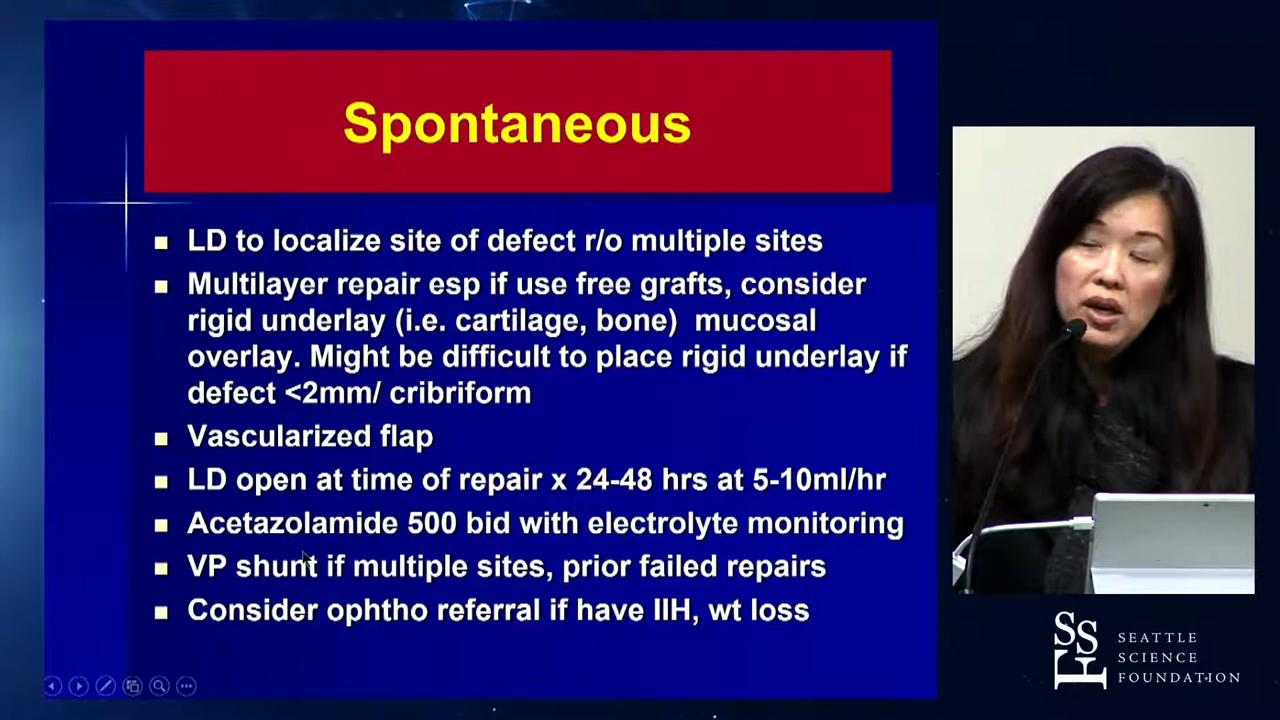 Spontaneous
LD to localize site of defect r/o multiple sites
Multilayer repair esp if use free grafts, consider
rigid underlay (i.e. cartilage, bone) mucosal
overlay. Might be difficult to place rigid underlay if
defect <2mm/ cribriform
Vascularized flap
LD open at time of repair x 24-48 hrs at 5-10ml/hr
Acetazolamide 500 bid with electrolyte monitoring
VP shunt if multiple sites, prior failed repairs
Consider ophtho referral if have IIH, wt loss
SSF
SEATTLE
SCIENCE
FOUNDATION